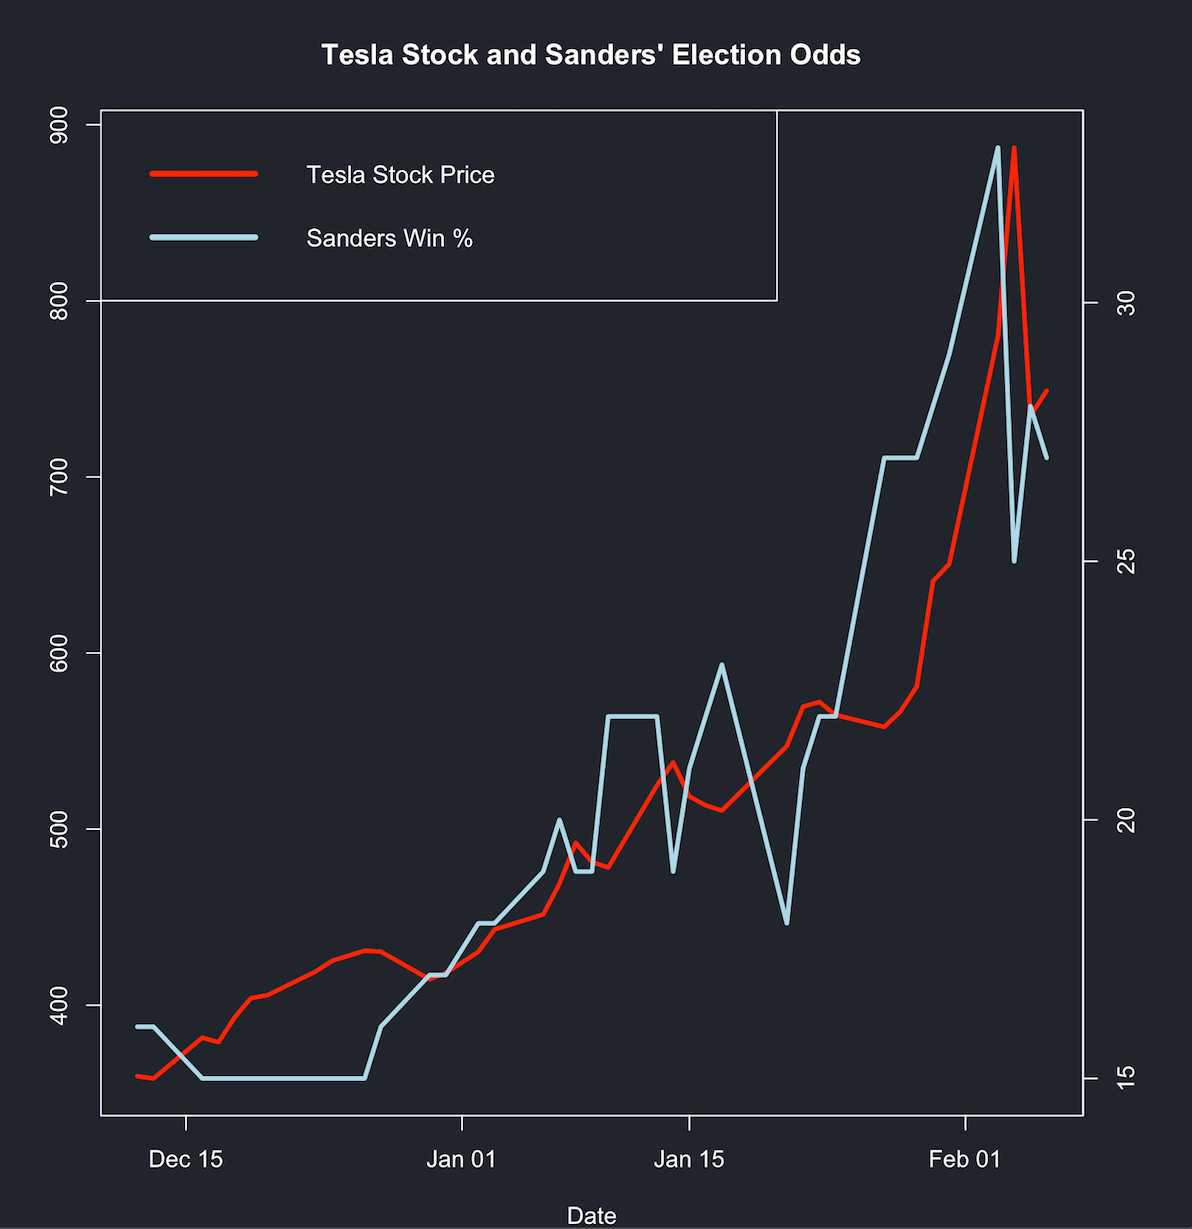 Tesla Stock and Sanders' Election Odds
Tesla Stock Price
Sanders Win %
900
800
700
600
500
400
30
25
20
15
Dec 15
Jan 01
Jan 15
Feb 01
Date